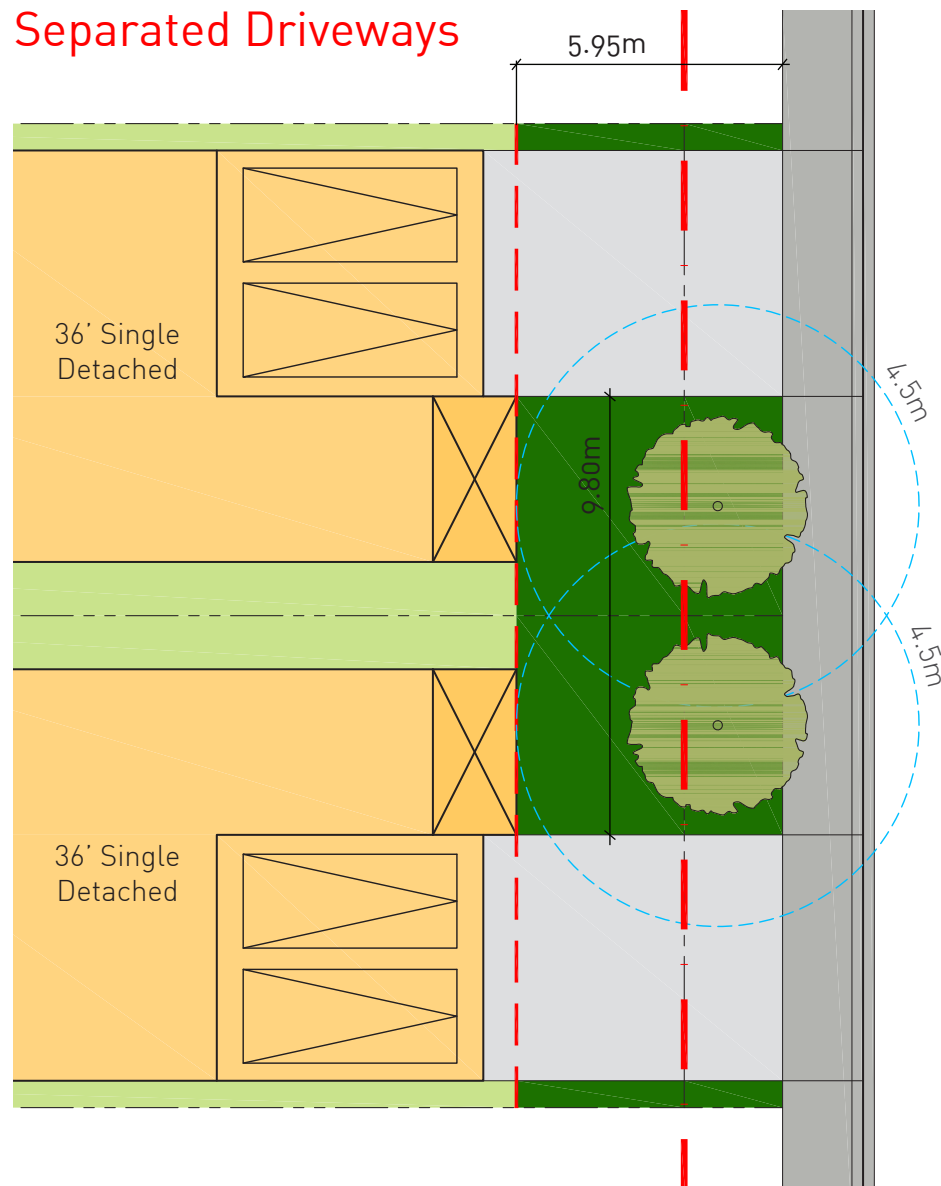 Separated Driveways
5.95m
36’ Single
Detached
4.5m
9.80m
4.5m
36’ Single
Detached